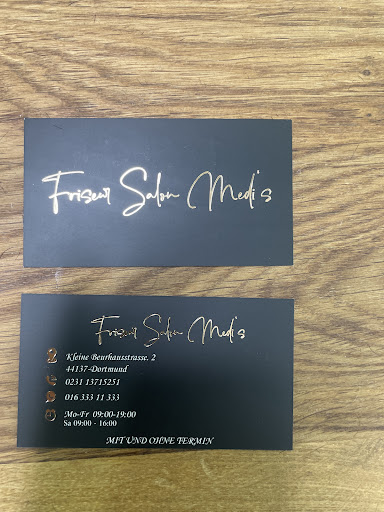 Friseur Salon Medi's
Friseur Salon Medi's
Kleine Beurhausstrasse. 2
44137-Dortmund
0231 13715251
016 333 11 333
Mo-Fr 09:00-19:00
Sa 09:00 - 16:00
MIT UND OHNE TERMIN